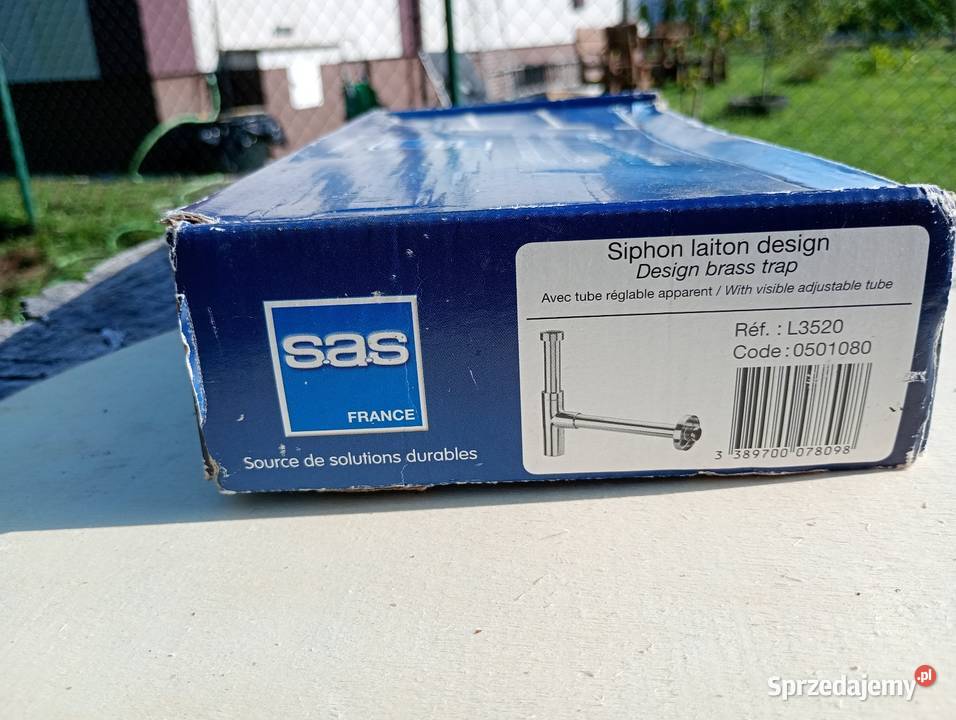 s.a.s
FRANCE
Source de solutions durables
Siphon laiton design
Design brass trap
Avec tube réglable apparent / With visible adjustable tube
Réf. : L3520
Code : 0501080
3 389700 078098
Sprzedajemy.pl